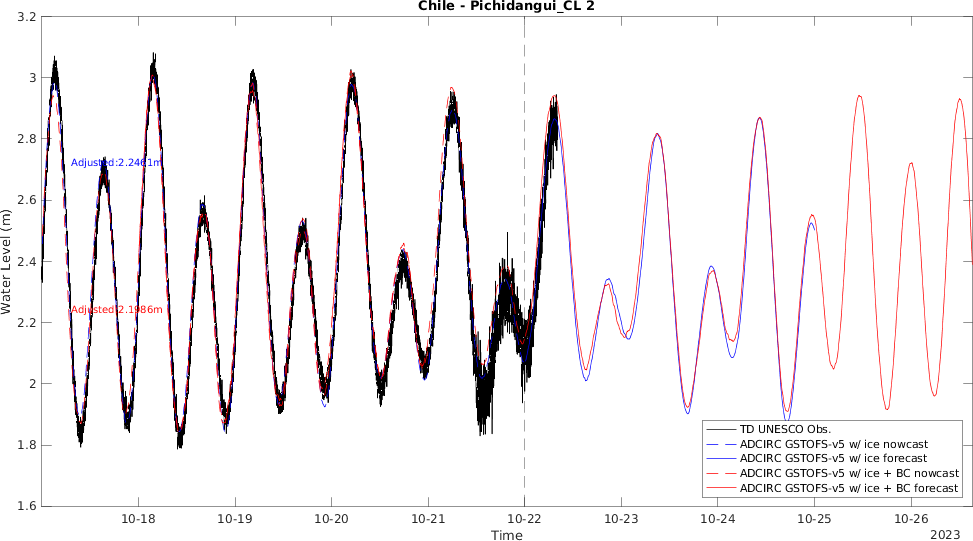 Chile - Pichidangui_CL 2
3.2
3
2.8
2.6
2.4
2.2
2
1.8
1.6
Water Level (m)
Adjusted:2.2461m
Adjusted:2.1986m
TD UNESCO Obs.
ADCIRC GSTOFS-v5 w/ ice nowcast
ADCIRC GSTOFS-v5 w/ ice forecast
ADCIRC GSTOFS-v5 w/ ice + BC nowcast
ADCIRC GSTOFS-v5 w/ ice + BC forecast
10-18 10-19 10-20 10-21 10-22 10-23 10-24 10-25 10-26
Time
2023